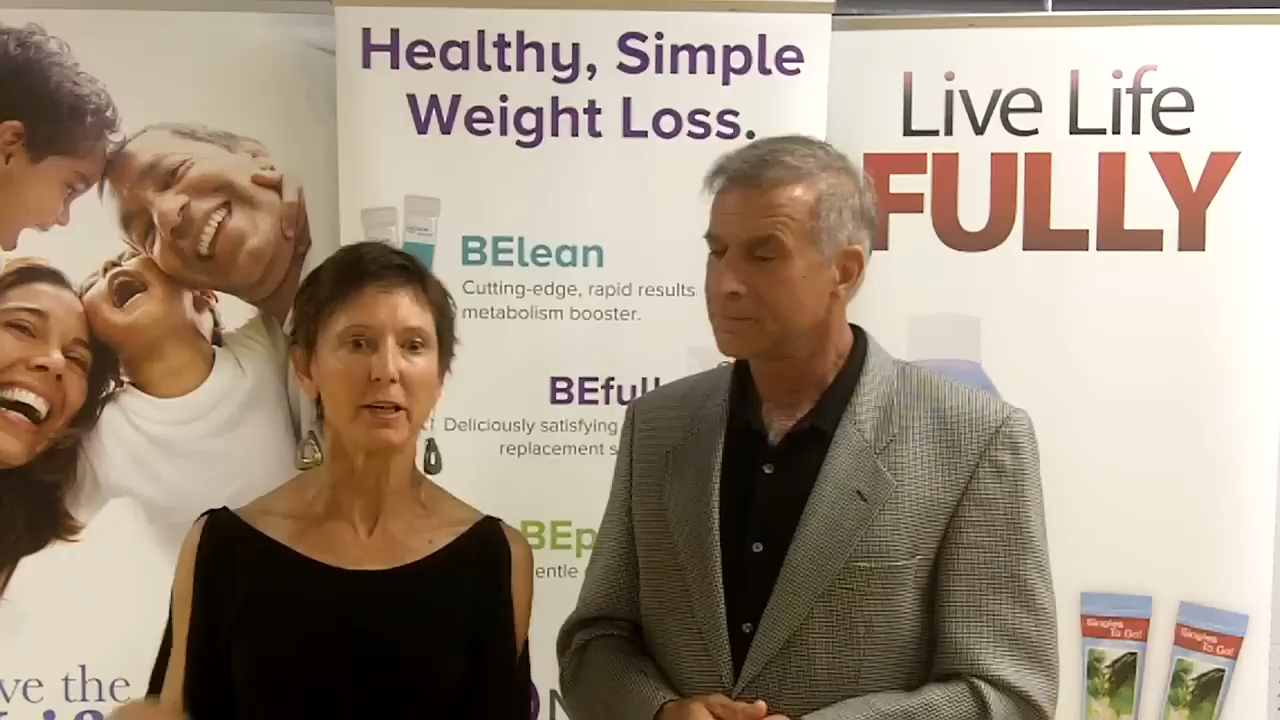 Healthy, Simple
Weight Loss.
BElean
Cutting-edge, rapid results
metabolism booster.
BEful
Deliciously satisfying
replacement s
BEp
entle
Live Life
FULLY
Singles
To Go!
Singles
To Go!
ve the